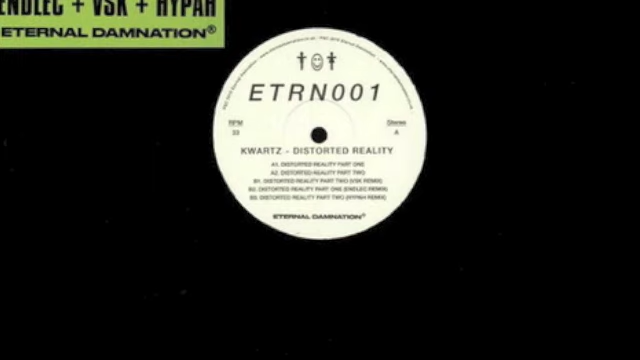 ENDLEC + VSK + HYPAH
ETERNAL DAMNATION®
ETRN001
RPM
33
Stereo
A
KWARTZ - DISTORTED REALITY
A1. DISTORTED REALITY PART ONE
A2. DISTORTED REALITY PART TWO
B1. DISTORTED REALITY PART TWO (VSK REMIX)
B2. DISTORTED REALITY PART ONE (ENDLEC REMIX)
B3. DISTORTED REALITY PART TWO (HYPAH REMIX)
ETERNAL DAMNATION®